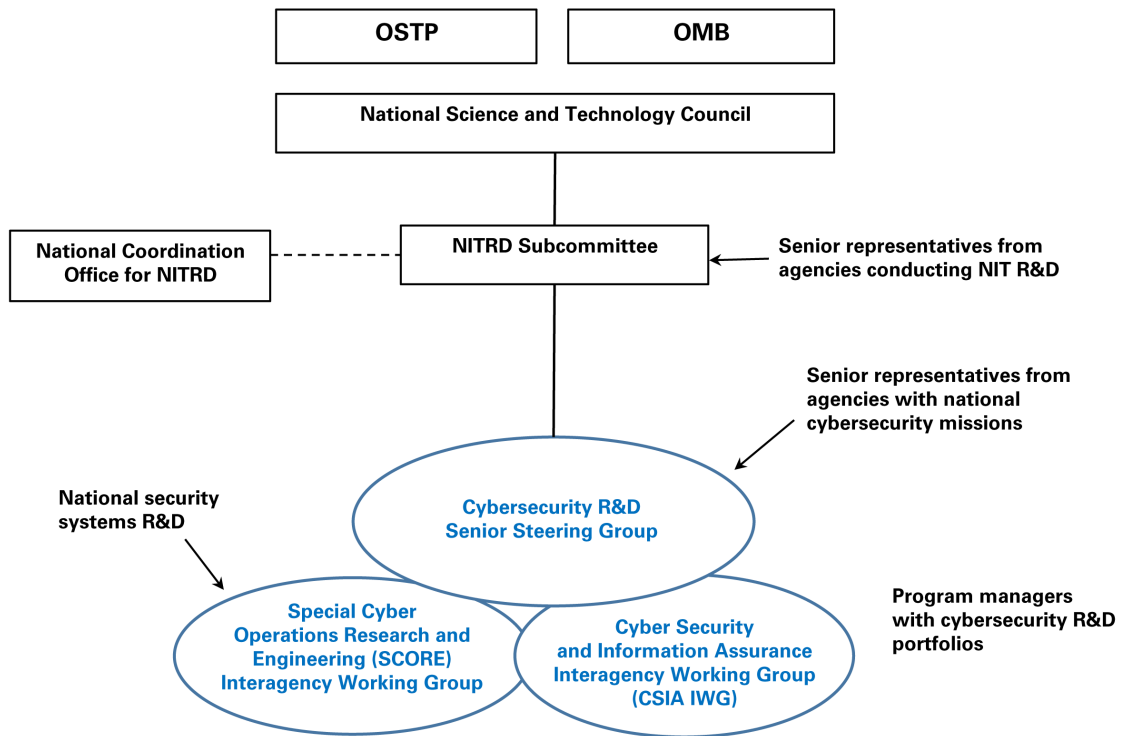 OSTP
OMB
National Science and Technology Council
National Coordination
Office for NITRD
NITRD Subcommittee
Senior representatives from
agencies conducting NIT R&D
Senior representatives from
agencies with national
cybersecurity missions
National security
systems R&D
Cybersecurity R&D
Senior Steering Group
Special Cyber
Operations Research and
Engineering (SCORE)
Interagency Working Group
Cyber Security
and Information Assurance
Interagency Working Group
(CSIA IWG)
Program managers
with cybersecurity R&D
portfolios